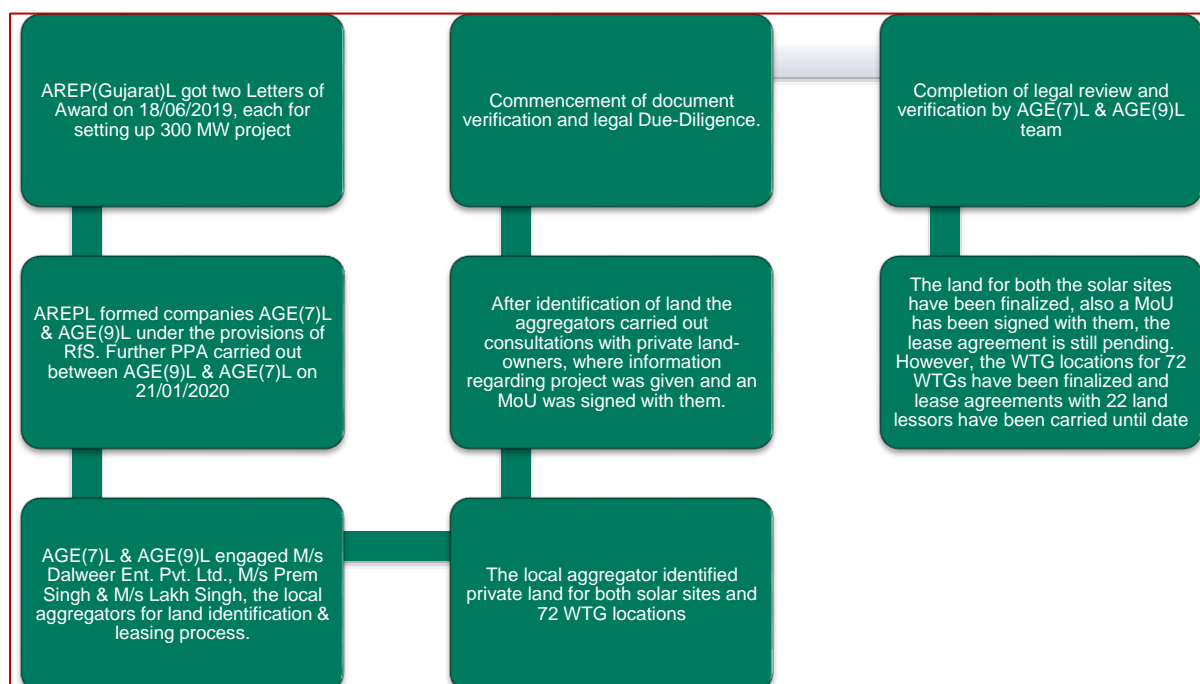 AREP(Gujarat)L got two Letters of
Award on 18/06/2019, each for
setting up 300 MW project
AREPL formed companies AGE(7)L
& AGE(9)L under the provisions of
RfS. Further PPA carried out
between AGE(9)L & AGE(7)L on
21/01/2020
AGE(7)L & AGE(9)L engaged M/s
Dalweer Ent. Pvt. Ltd., M/s Prem
Singh & M/s Lakh Singh, the local
aggregators for land identification &
leasing process.
The local aggregator identified
private land for both solar sites and
72 WTG locations
After identification of land the
aggregators carried out
consultations with private land-
owners, where information
regarding project was given and an
MoU was signed with them.
Commencement of document
verification and legal Due-Diligence.
Completion of legal review and
verification by AGE(7)L & AGE(9)L
team
The land for both the solar sites
have been finalized, also a MoU
has been signed with them, the
lease agreement is still pending.
However, the WTG locations for 72
WTGs have been finalized and
lease agreements with 22 land
lessors have been carried until date